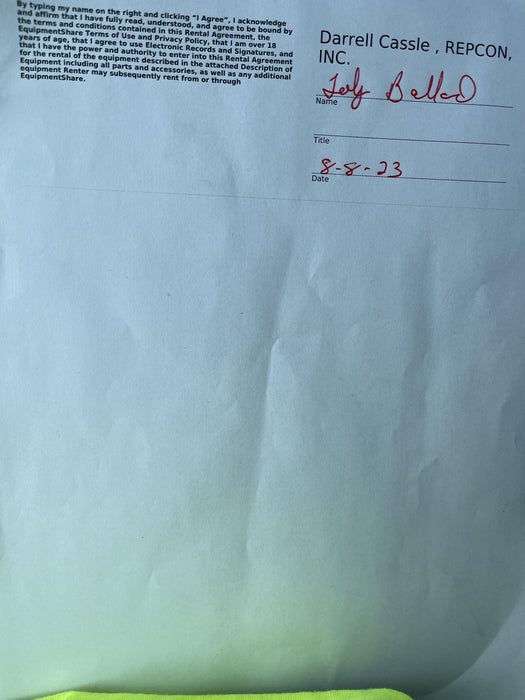 By typing my name on the right and clicking "I Agree", I acknowledge
and affirm that I have fully read, understood, and agree to be bound by
the terms and conditions contained in this Rental Agreement, the
EquipmentShare Terms of Use and Privacy Policy, that I am over 18
years of age, that I agree to use Electronic Records and Signatures, and
that I have the power and authority to enter into this Rental Agreement
for the rental of the equipment described in the attached Description of
Equipment including all parts and accessories, as well as any additional
equipment Renter may subsequently rent from or through
EquipmentShare.
Darrell Cassle , REPCON,
INC.
Name
Title
8-8-23
Date